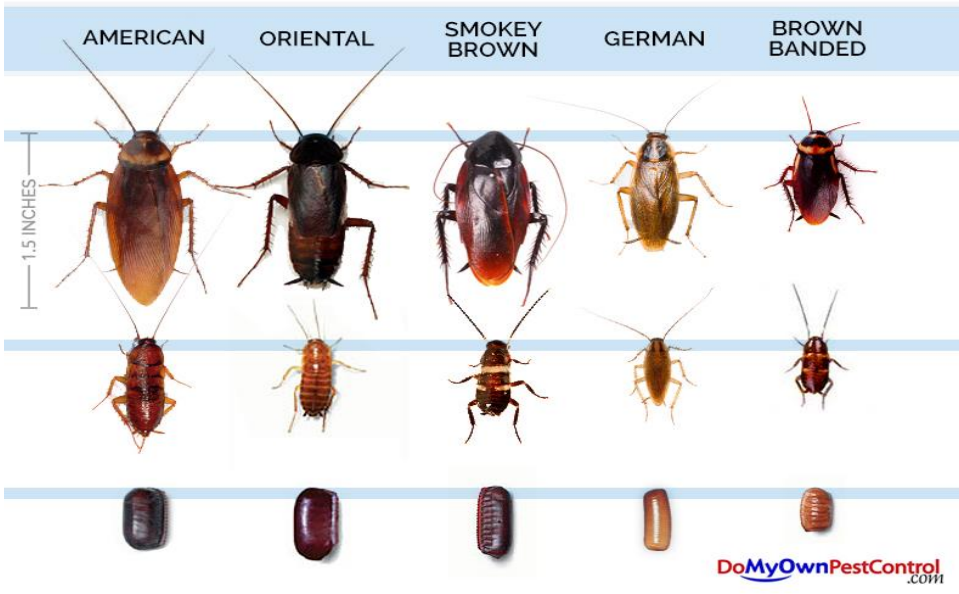 AMERICAN
ORIENTAL
SMOKEY
BROWN
GERMAN
BROWN
BANDED
1.5 INCHES
DoMyOwnPestControl
.com